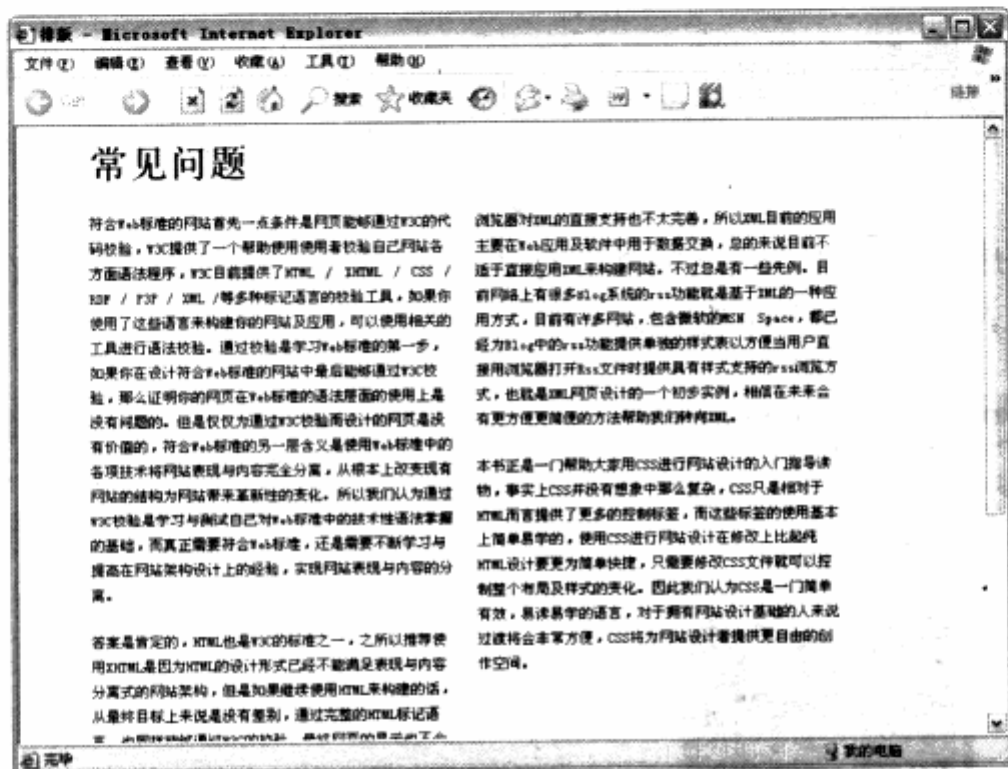 排版 - Microsoft Internet Explorer
文件(F) 编辑(E) 查看(V) 收藏(A) 工具(T) 帮助(H)
搜索 收藏夹
链接
常见问题
符合Web标准的网站首先一点条件是网页能够通过W3C的代
码校验，W3C提供了一个帮助使用使用者校验自己网站各
方面语法程序，W3C目前提供了HTML / XHTML / CSS /
RDF / P3P / XML /等多种标记语言的校验工具，如果你
使用了这些语言来构建你的网站及应用，可以使用相关的
工具进行语法校验。通过校验是学习Web标准的第一步，
如果你在设计符合Web标准的网站中最后能够通过W3C校
验，那么证明你的网页在Web标准的语法层面的使用上是
没有问题的。但是仅仅为通过W3C校验而设计的网页是没
有价值的，符合Web标准的另一层含义是使用Web标准中的
各项技术将网站表现与内容完全分离，从根本上改变现有
网站的结构为网站带来革新性的变化。所以我们认为通过
W3C校验是学习与测试自己对Web标准中的技术性语法掌握
的基础，而真正需要符合Web标准，还是需要不断学习与
提高在网站架构设计上的经验，实现网站表现与内容的分
离。
答案是肯定的，HTML也是W3C的标准之一，之所以推荐使
用XHTML是因为HTML的设计形式已经不能满足表现与内容
分离式的网站架构，但是如果继续使用HTML来构建的话，
从最终目标上来说是没有差别，通过完整的HTML标记语
浏览器对XML的直接支持也不太完善，所以XML目前的应用
主要在Web应用及软件中用于数据交换，总的来说目前不
适于直接应用XML来构建网站。不过总是有一些先例。目
前网络上有很多Blog系统的rss功能就是基于XML的一种应
用方式，目前有许多网站，包含微软的MSN Space，都已
经为Blog中的rss功能提供单独的样式表以方便当用户直
接用浏览器打开Rss文件时提供具有样式支持的rss浏览方
式，也就是XML网页设计的一个初步实例，相信在未来会
有更方便更简便的方法帮助我们转向XML。
本书正是一门帮助大家用CSS进行网站设计的入门指导读
物，事实上CSS并没有想象中那么复杂，CSS只是相对于
HTML而言提供了更多的控制标签，而这些标签的使用基本
上简单易学的，使用CSS进行网站设计在修改上比起纯
HTML设计要更为简单快捷，只需要修改CSS文件就可以控
制整个布局及样式的变化。因此我们认为CSS是一门简单
有效，易读易学的语言，对于拥有网站设计基础的人来说
过渡将会非常方便，CSS将为网站设计者提供更自由的创
作空间。
完毕
我的电脑